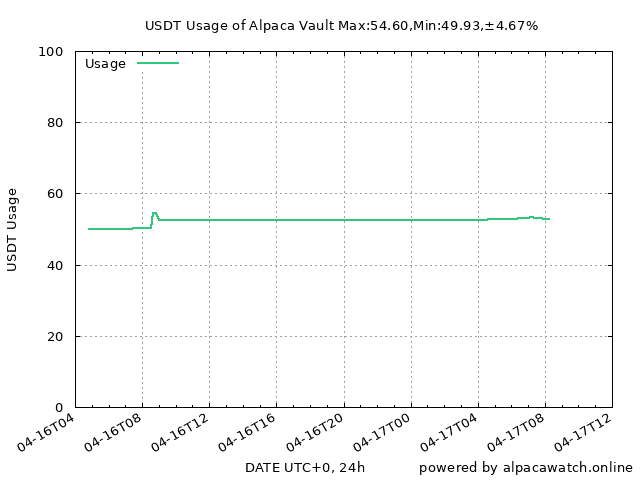 USDT Usage of Alpaca Vault Max:54.60,Min:49.93,±4.67%
Usage
100
80
60
40
20
0
USDT Usage
04-16T04 04-16T08 04-16T12 04-16T16 04-16T20 04-17T00 04-17T04 04-17T08 04-17T12
DATE UTC+0, 24h
powered by alpacawatch.online